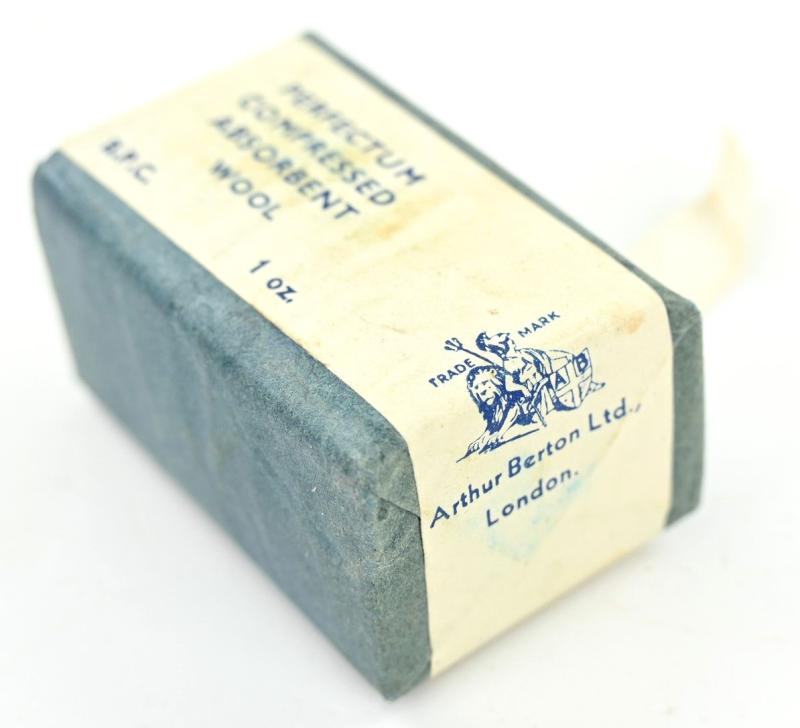 PERFECTUM
COMPRESSED
ABSORBENT
WOOL
B.P.C.
1 oz.
TRADE MARK
A B
Arthur Berton Ltd.,
London.